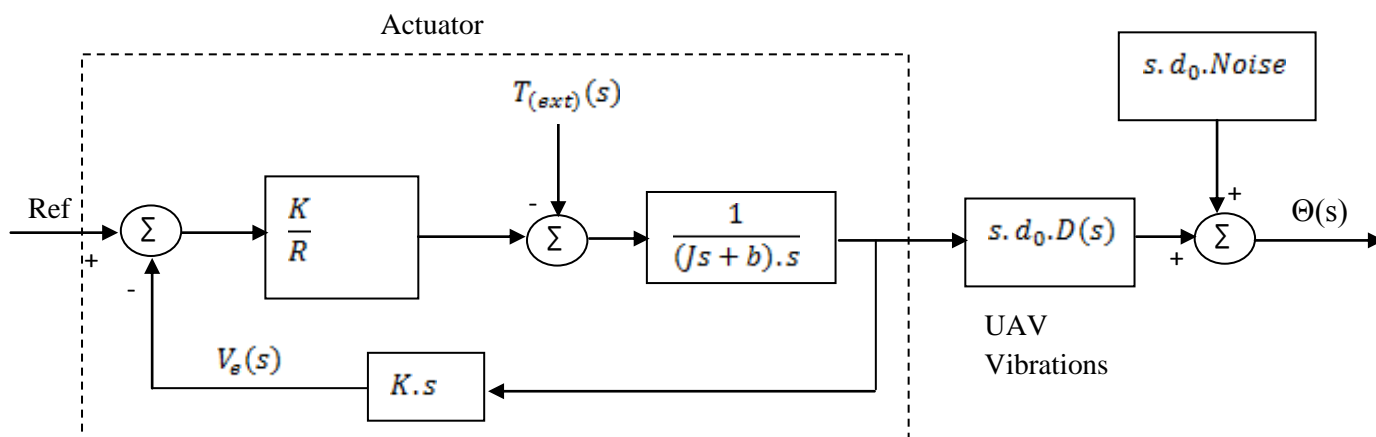 Actuator
s.d₀.Noise
T₍ₑₓₜ₎(s)
Ref
+
-
Σ
K
R
-
Σ
1
(Js + b).s
s.d₀.D(s)
+
+
Σ
Θ(s)
Vₑ(s)
K.s
UAV
Vibrations